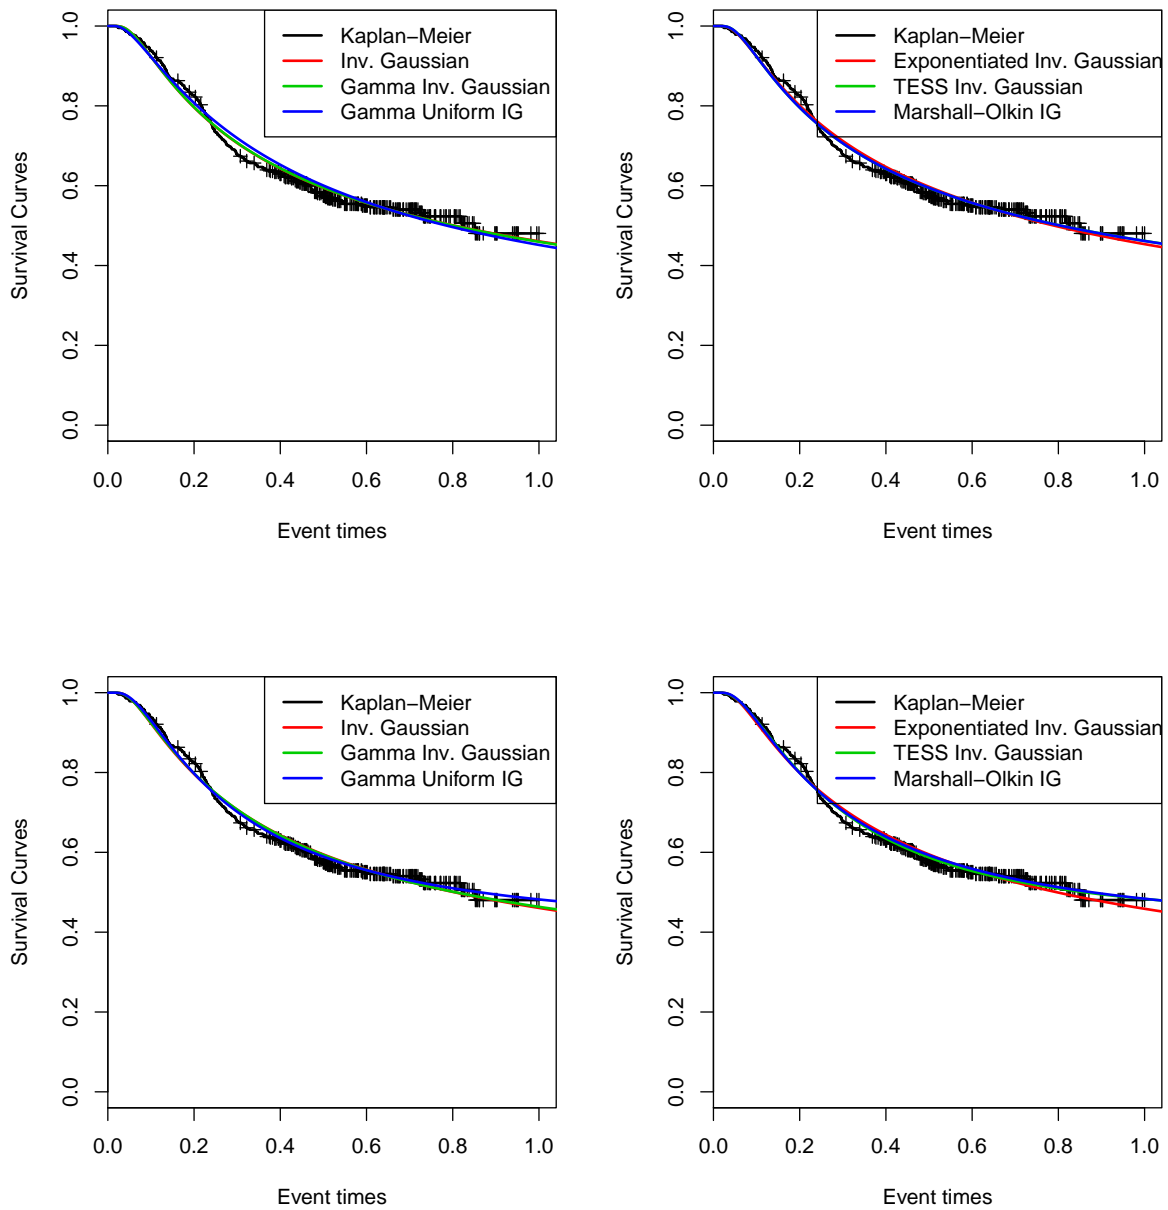 Kaplan−Meier
Inv. Gaussian
Gamma Inv. Gaussian
Gamma Uniform IG
Survival Curves
1.0
0.8
0.6
0.4
0.2
0.0
0.0 0.2 0.4 0.6 0.8 1.0
Event times
Kaplan−Meier
Exponentiated Inv. Gaussian
TESS Inv. Gaussian
Marshall−Olkin IG
Survival Curves
1.0
0.8
0.6
0.4
0.2
0.0
0.0 0.2 0.4 0.6 0.8 1.0
Event times
Kaplan−Meier
Inv. Gaussian
Gamma Inv. Gaussian
Gamma Uniform IG
Survival Curves
1.0
0.8
0.6
0.4
0.2
0.0
0.0 0.2 0.4 0.6 0.8 1.0
Event times
Kaplan−Meier
Exponentiated Inv. Gaussian
TESS Inv. Gaussian
Marshall−Olkin IG
Survival Curves
1.0
0.8
0.6
0.4
0.2
0.0
0.0 0.2 0.4 0.6 0.8 1.0
Event times